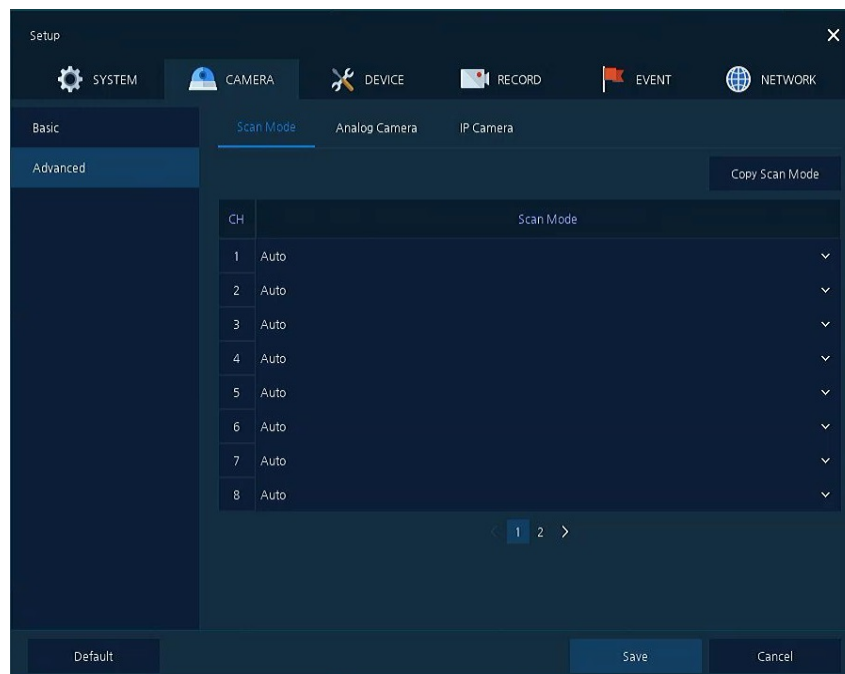 Setup
SYSTEM CAMERA DEVICE RECORD EVENT NETWORK
Basic
Advanced
Scan Mode Analog Camera IP Camera
Copy Scan Mode
CH Scan Mode
1 Auto
2 Auto
3 Auto
4 Auto
5 Auto
6 Auto
7 Auto
8 Auto
1 2
Default Save Cancel